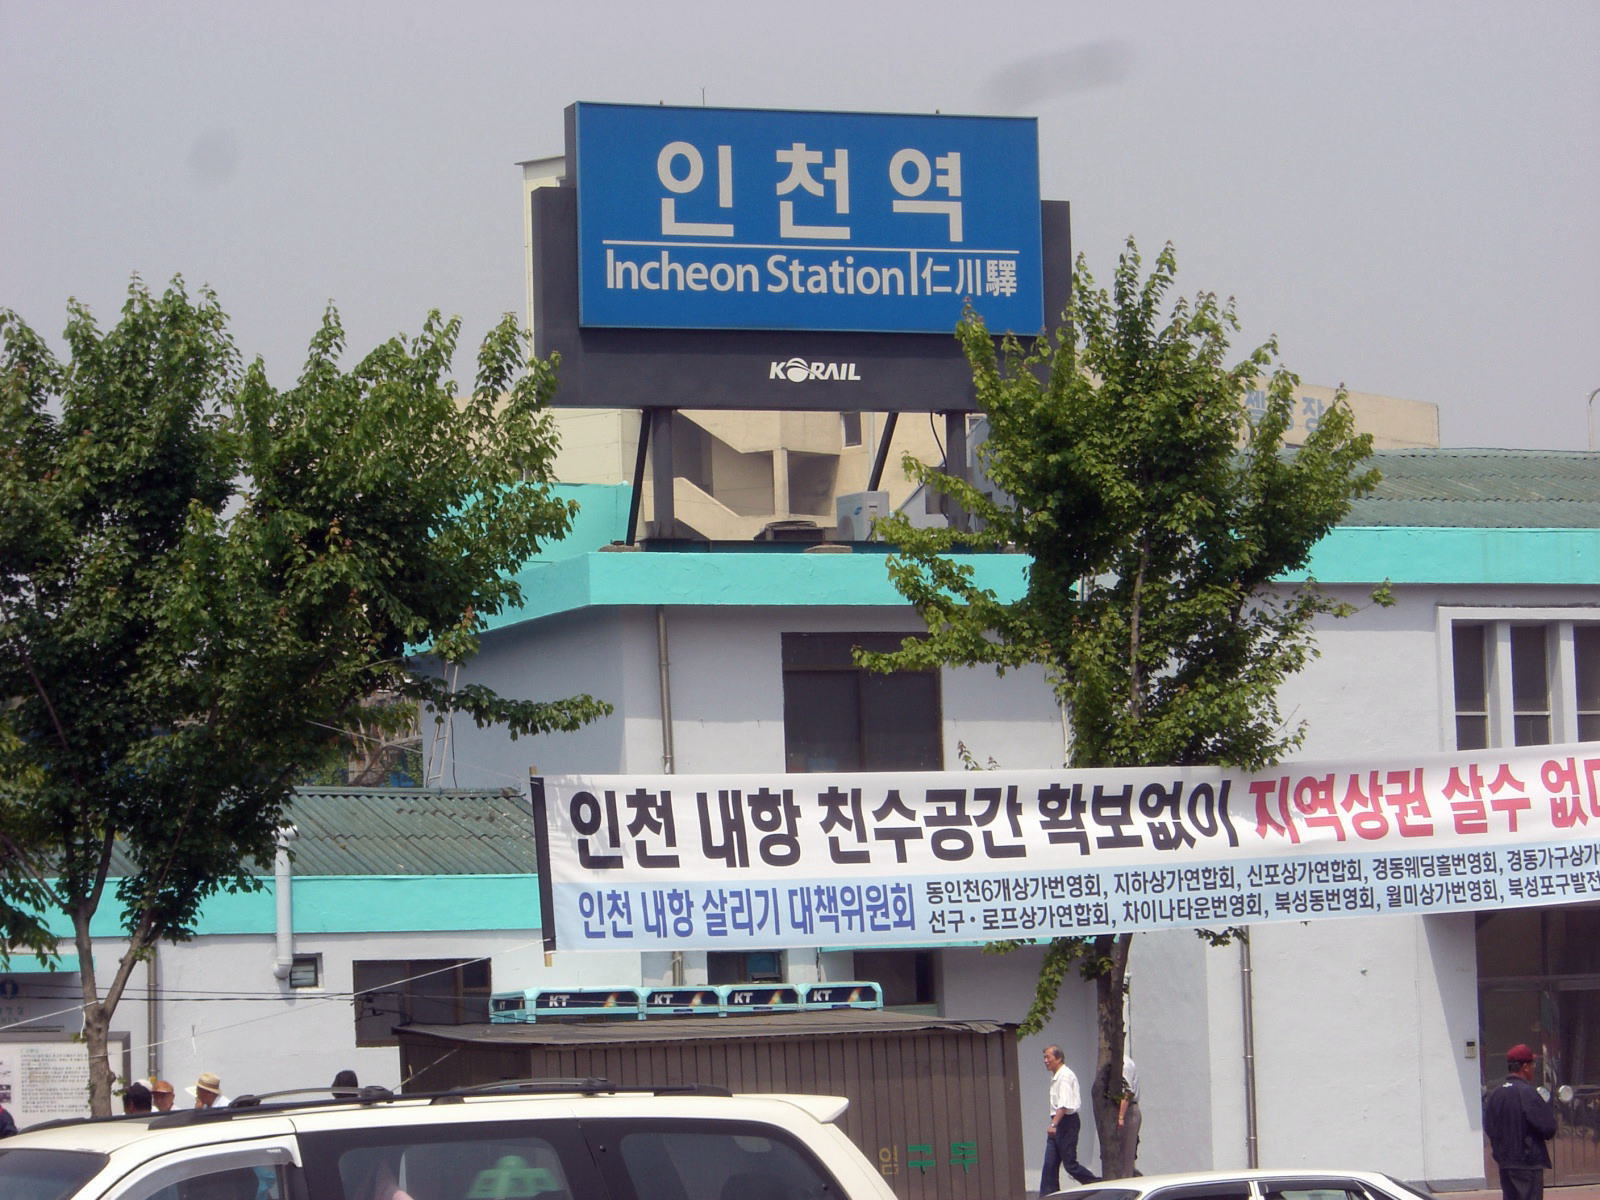 인천역
Incheon Station 仁川驛
KORAIL
인천 내항 친수공간 확보없이 지역상권 살수 없
인천 내항 살리기 대책위원회
동인천6개상가번영회, 지하상가연합회, 신포상가연합회, 경동웨딩홀번영회, 경동가구상가
선구·로프상가연합회, 차이나타운번영회, 북성동번영회, 월미상가번영회, 북성포구발전
KT KT KT KT
구두